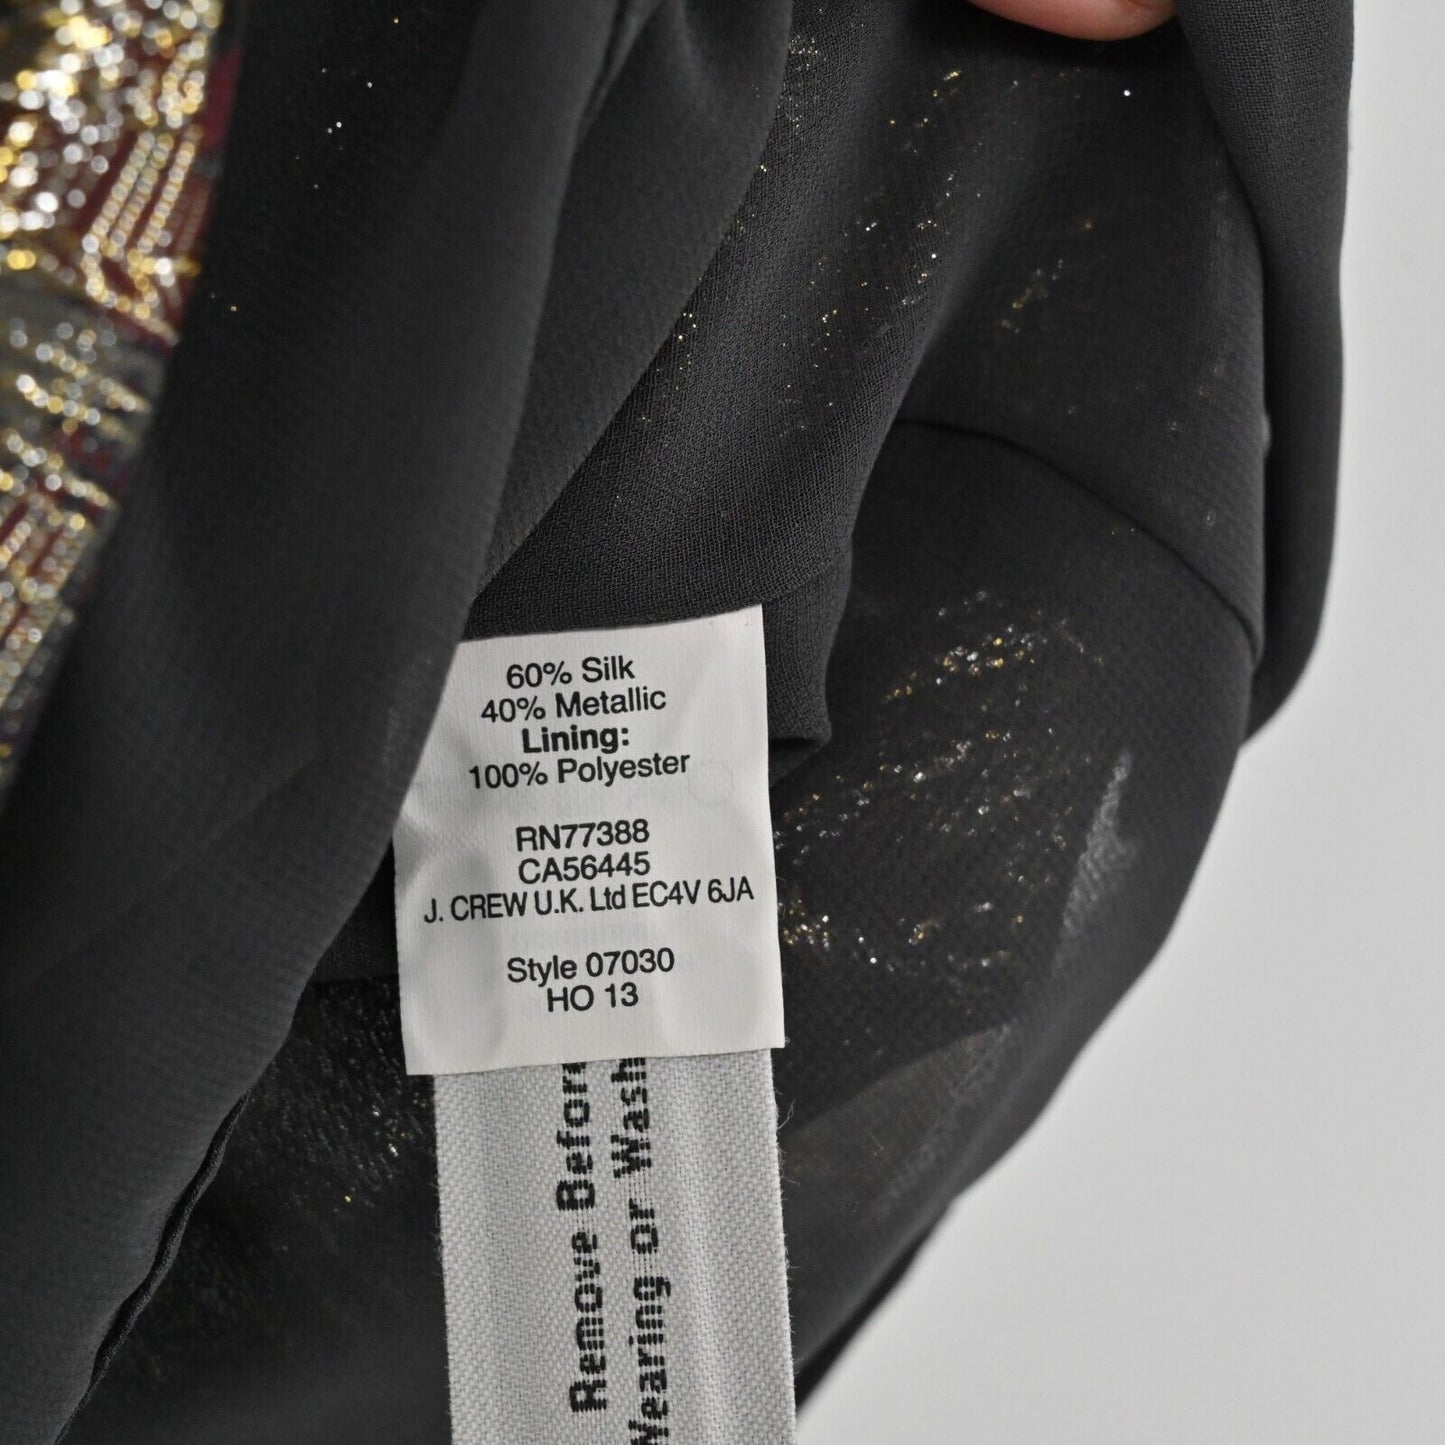 60% Silk
40% Metallic
Lining:
100% Polyester
RN77388
CA56445
J. CREW U.K. Ltd EC4V 6JA
Style 07030
HO 13
Remove Before
Wearing or Wash